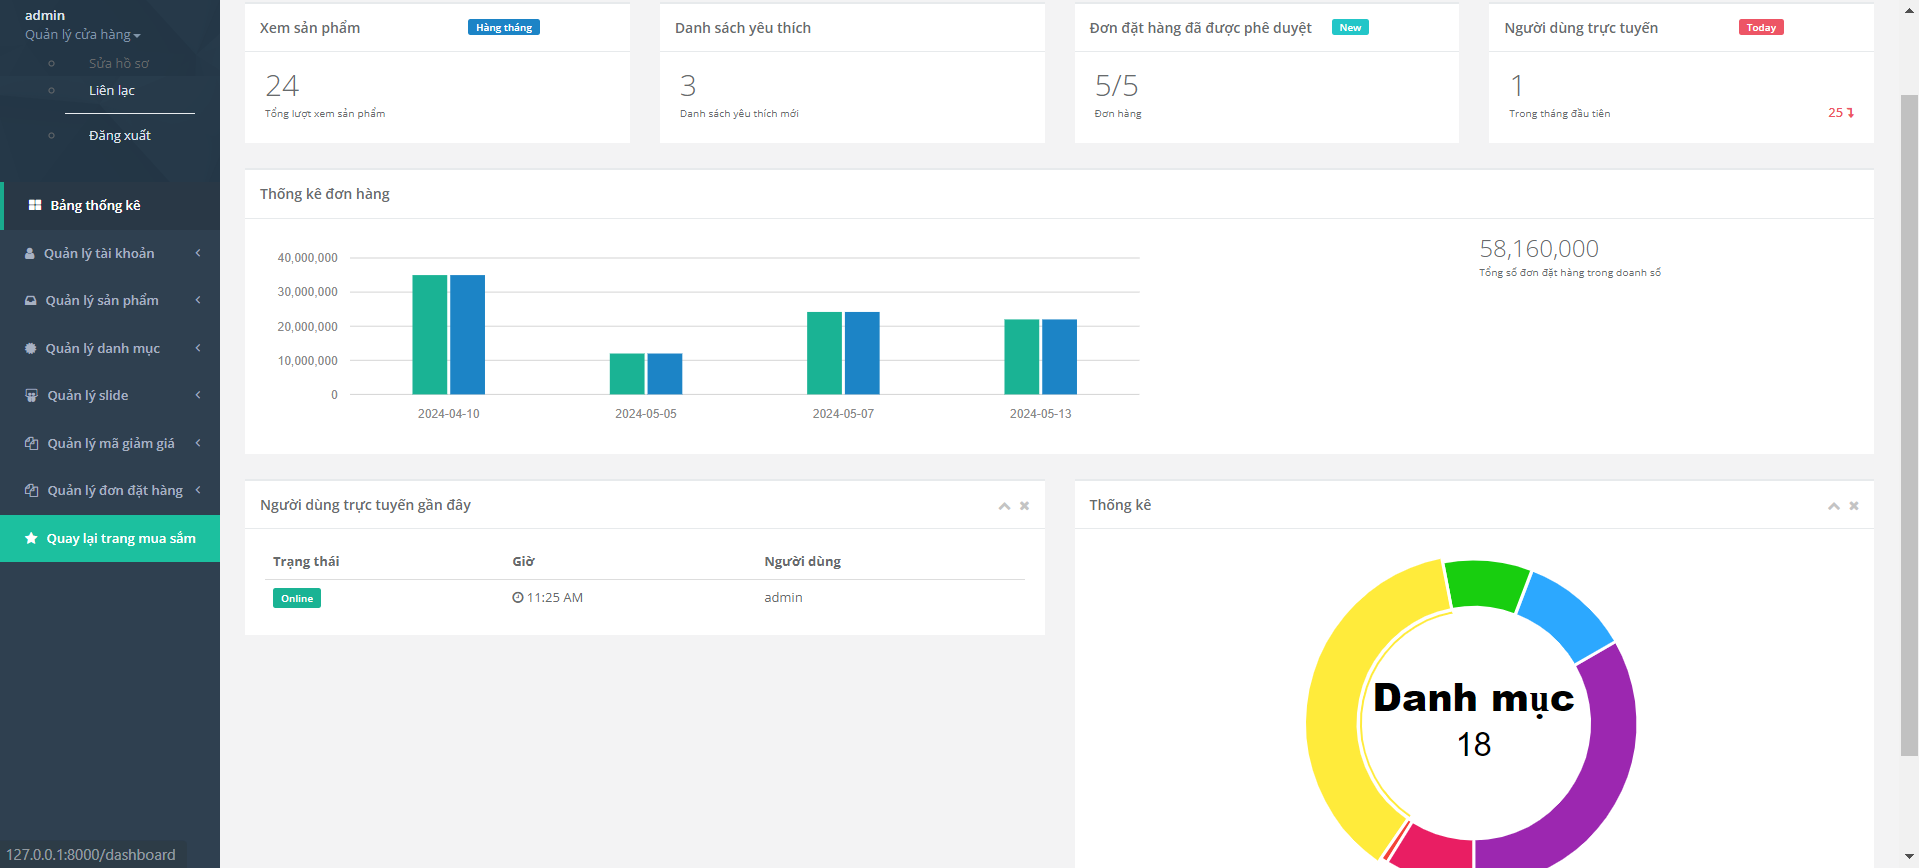 admin
Quản lý cửa hàng
Sửa hồ sơ
Liên lạc
Đăng xuất
Bảng thống kê
Quản lý tài khoản
Quản lý sản phẩm
Quản lý danh mục
Quản lý slide
Quản lý mã giảm giá
Quản lý đơn đặt hàng
Quay lại trang mua sắm
127.0.0.1:8000/dashboard
Xem sản phẩm Hàng tháng
24
Tổng lượt xem sản phẩm
Danh sách yêu thích
3
Danh sách yêu thích mới
Đơn đặt hàng đã được phê duyệt New
5/5
Đơn hàng
Người dùng trực tuyến Today
1
Trong tháng đầu tiên 25
Thống kê đơn hàng
40,000,000
30,000,000
20,000,000
10,000,000
0
2024-04-10 2024-05-05 2024-05-07 2024-05-13
58,160,000
Tổng số đơn đặt hàng trong doanh số
Người dùng trực tuyến gần đây
Trạng thái Giờ Người dùng
Online 11:25 AM admin
Thống kê
Danh mục
18